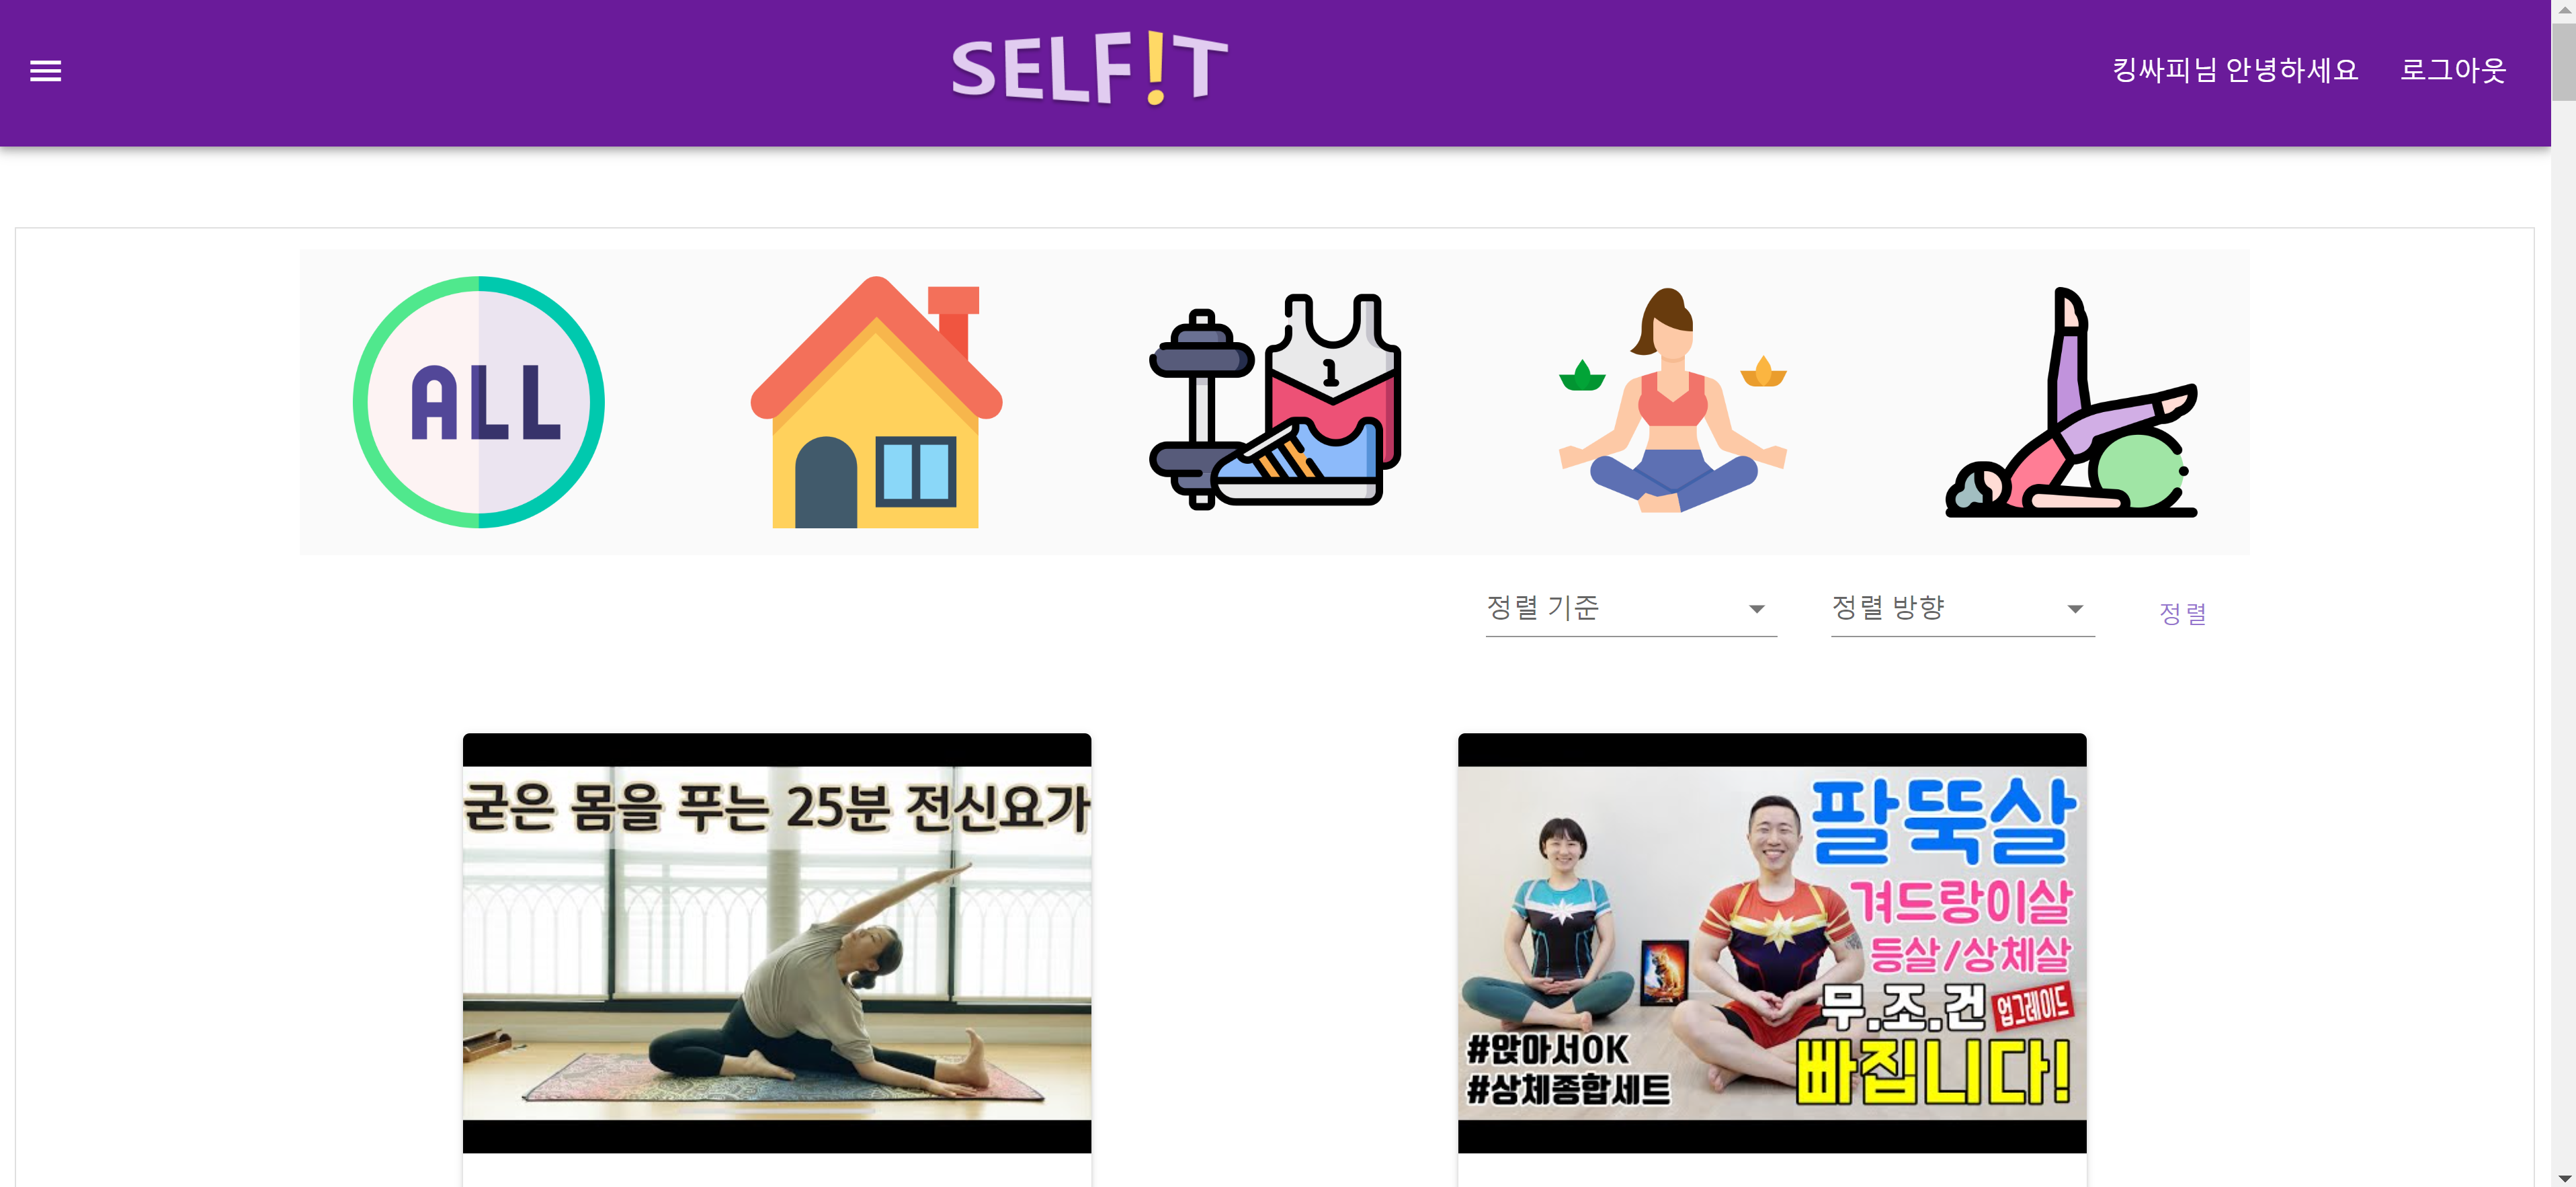 SELF!T
킹싸피님 안녕하세요
로그아웃
ALL
1
정렬 기준
정렬 방향
정렬
굳은 몸을 푸는 25분 전신요가
팔뚝살
겨드랑이살
등살/상체살
무.조.건
업그레이드
빠집니다!
#앉아서OK
#상체종합세트